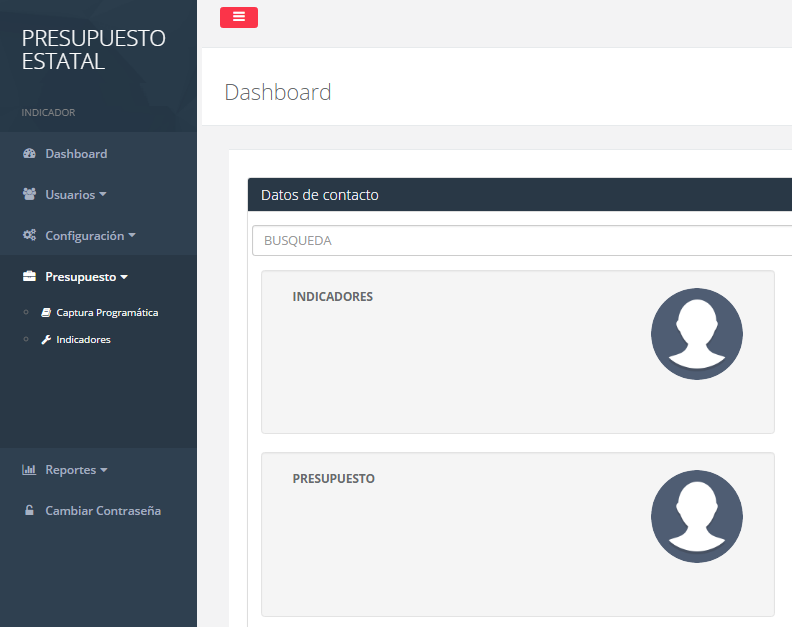 PRESUPUESTO
ESTATAL
INDICADOR
Dashboard
Usuarios
Configuración
Presupuesto
Captura Programática
Indicadores
Reportes
Cambiar Contraseña
Dashboard
Datos de contacto
BUSQUEDA
INDICADORES
PRESUPUESTO